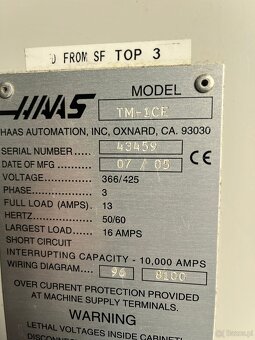 D FROM SF TOP 3
MODEL
HAAS
TM-1CE
HAAS AUTOMATION, INC, OXNARD, CA. 93030
SERIAL NUMBER 43459
DATE OF MFG 07 / 05
CE
VOLTAGE: 366/425
PHASE 3
FULL LOAD (AMPS) 13
HERTZ 50/60
LARGEST LOAD 16 AMPS
SHORT CIRCUIT
INTERRUPTING CAPACITY - 10,000 AMPS
WIRING DIAGRAM 96 8100
OVER CURRENT PROTECTION PROVIDED
AT MACHINE SUPPLY TERMINALS.
WARNING
LETHAL VOLTAGES INSIDE CABINET!